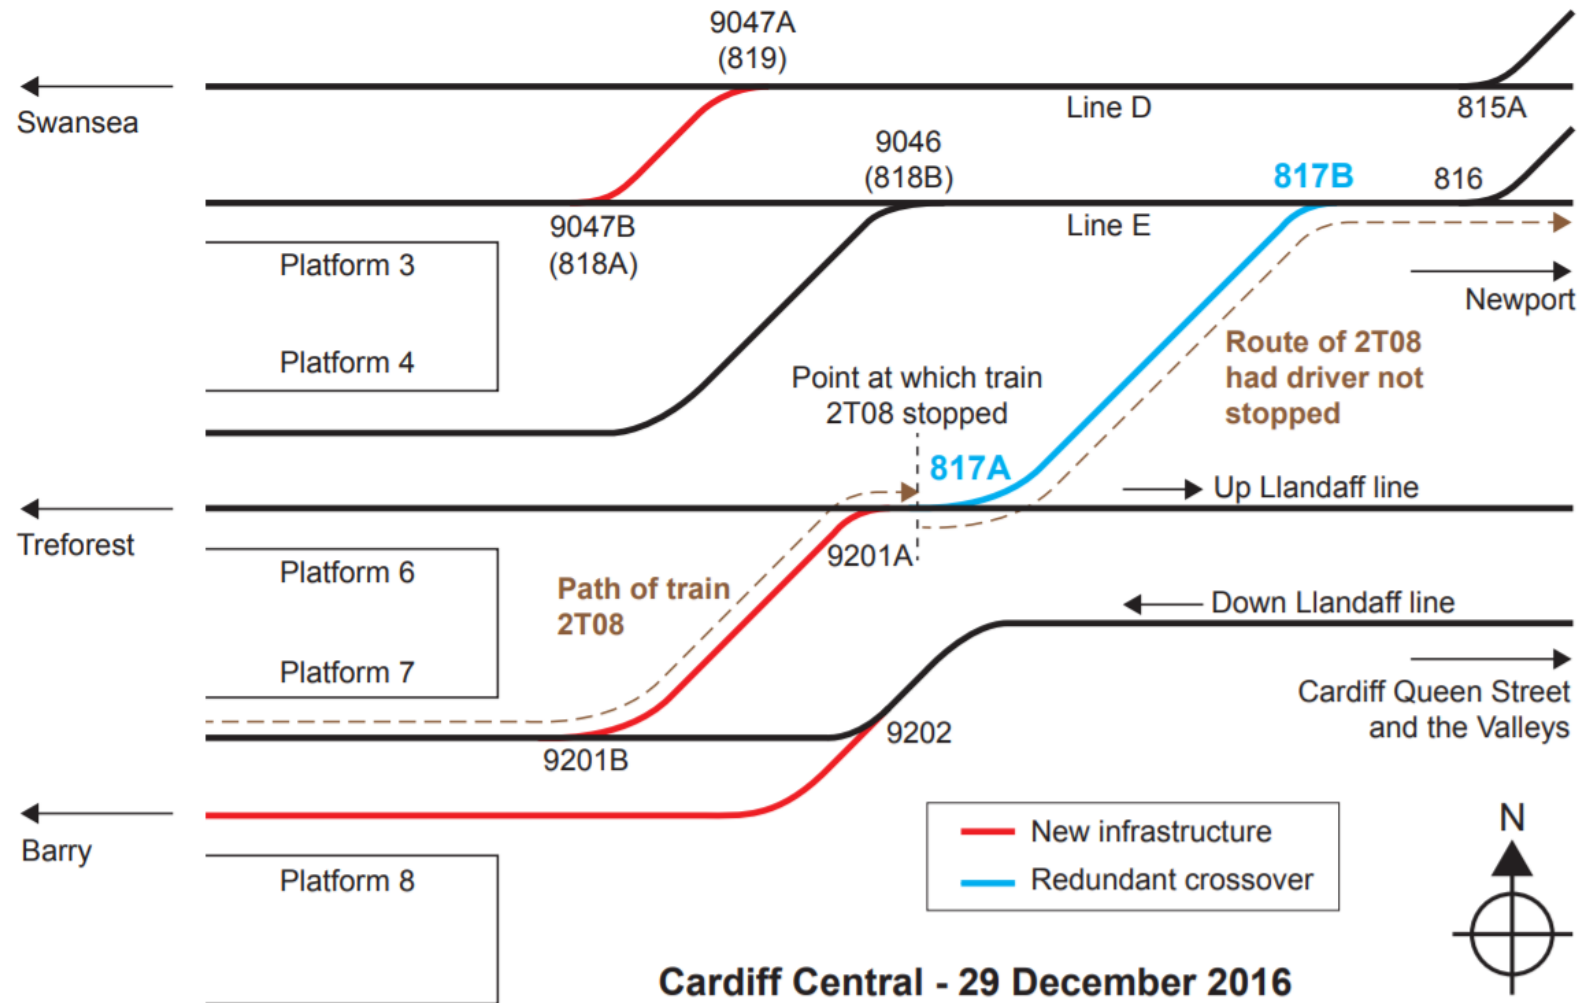 9047A
(819)
Swansea
Line D
815A
9046
(818B)
817B
816
9047B
(818A)
Line E
Platform 3
Newport
Platform 4
Point at which train
2T08 stopped
Route of 2T08
had driver not
stopped
817A
Up Llandaff line
Treforest
Platform 6
9201A
Path of train
2T08
Down Llandaff line
Platform 7
Cardiff Queen Street
and the Valleys
9202
9201B
Barry
New infrastructure
Redundant crossover
N
Platform 8
Cardiff Central - 29 December 2016